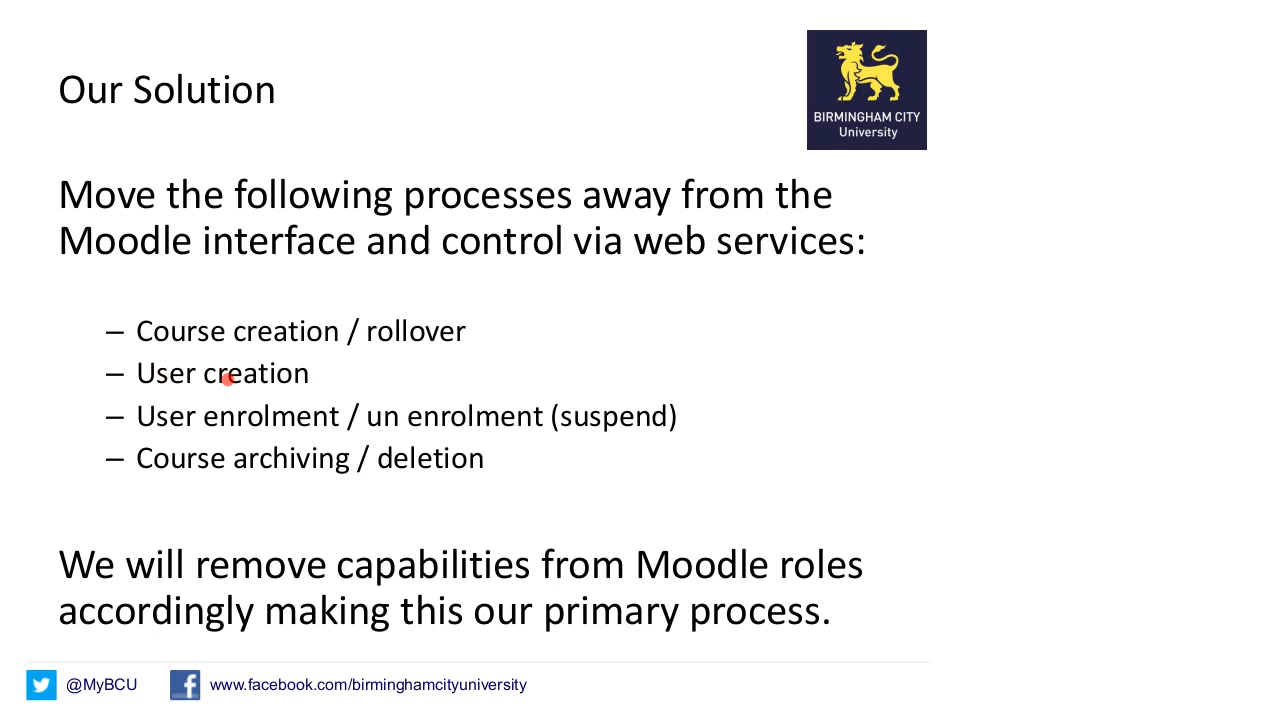 Our Solution
BIRMINGHAM CITY
University
Move the following processes away from the
Moodle interface and control via web services:
– Course creation / rollover
– User creation
– User enrolment / un enrolment (suspend)
– Course archiving / deletion
We will remove capabilities from Moodle roles
accordingly making this our primary process.
@MyBCU
www.facebook.com/birminghamcityuniversity